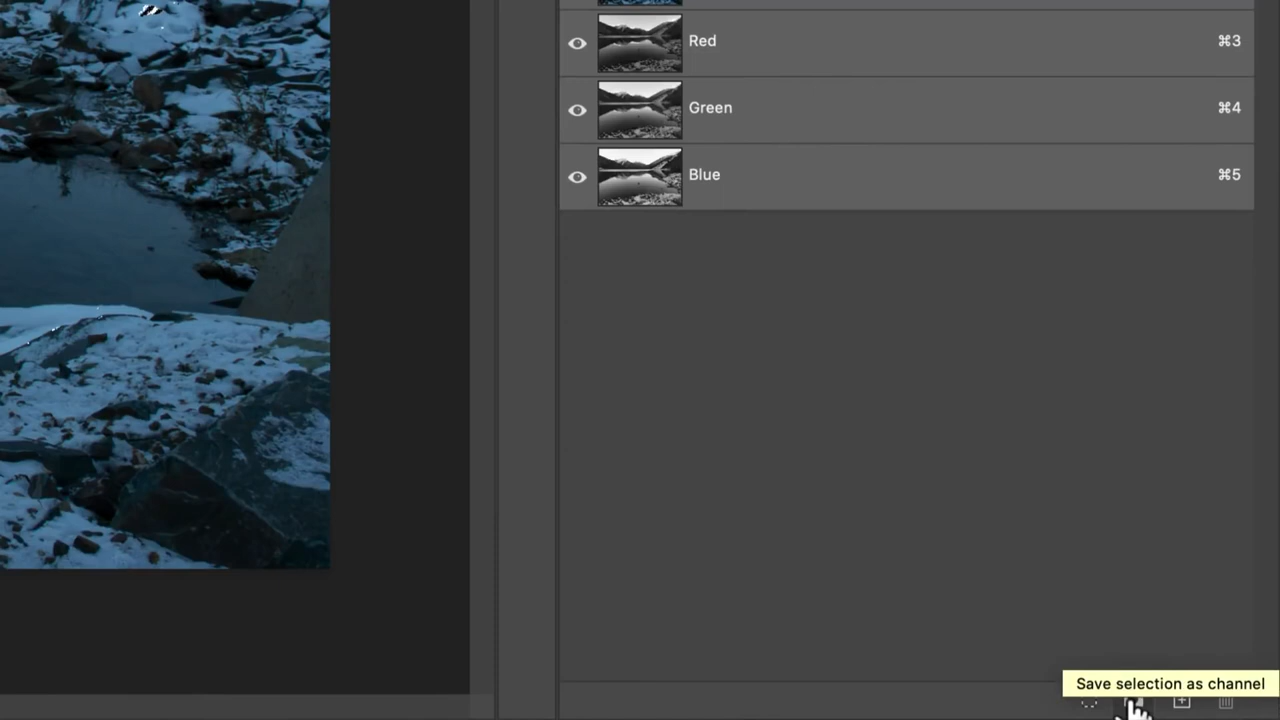 Red ⌘3
Green ⌘4
Blue ⌘5
Save selection as channel